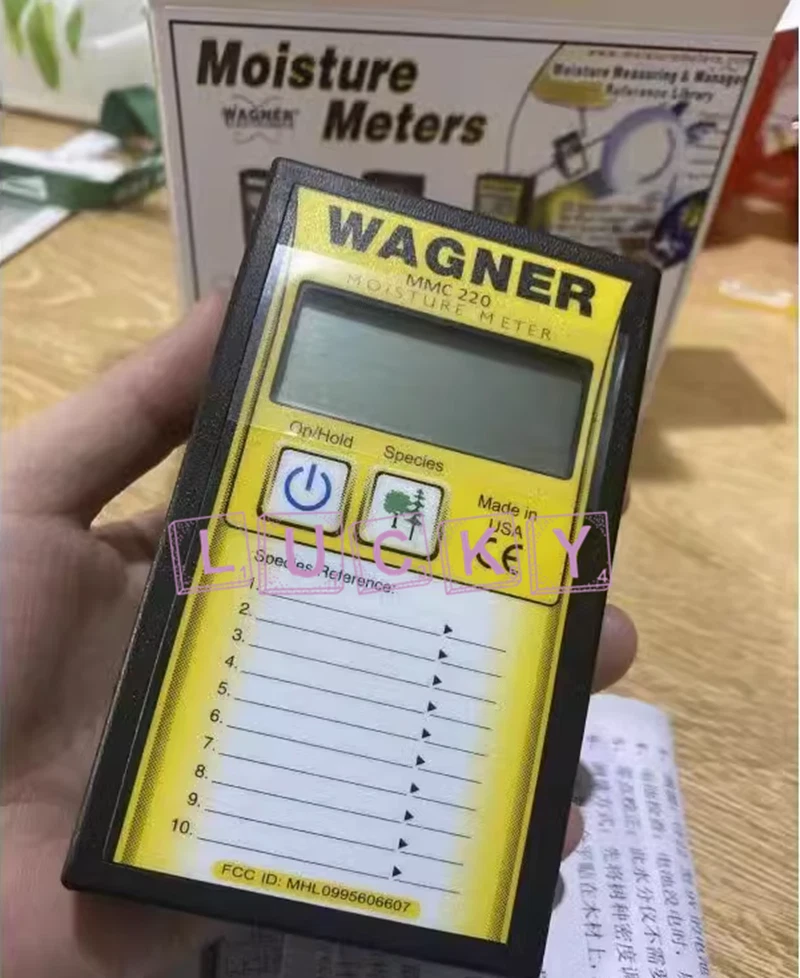 Moisture
Meters
WAGNER
Moisture Measuring & Manage
Reference Library
WAGNER
MMC 220
MOISTURE METER
On/Hold
Species
Made in
USA
CE
LUCKY
Species Reference:
1.
2.
3.
4.
5.
6.
7.
8.
9.
10.
FCC ID: MHL0995606607